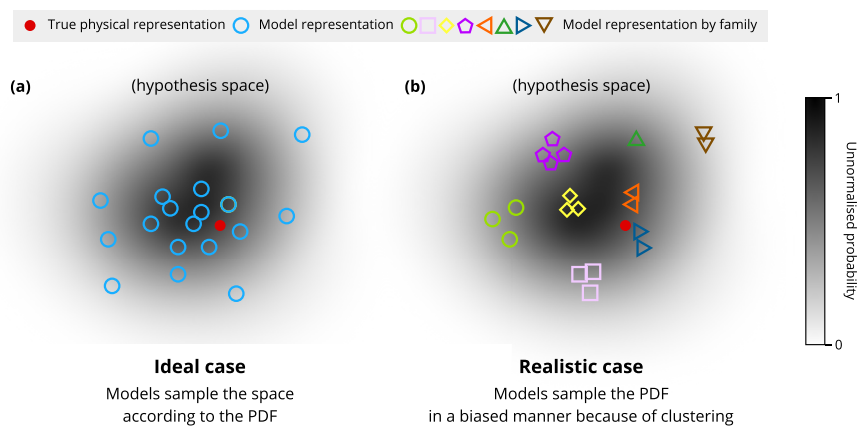 True physical representation Model representation Model representation by family
(a) (hypothesis space) (b) (hypothesis space)
1
Unnormalised probability
0
Ideal case
Models sample the space
according to the PDF
Realistic case
Models sample the PDF
in a biased manner because of clustering